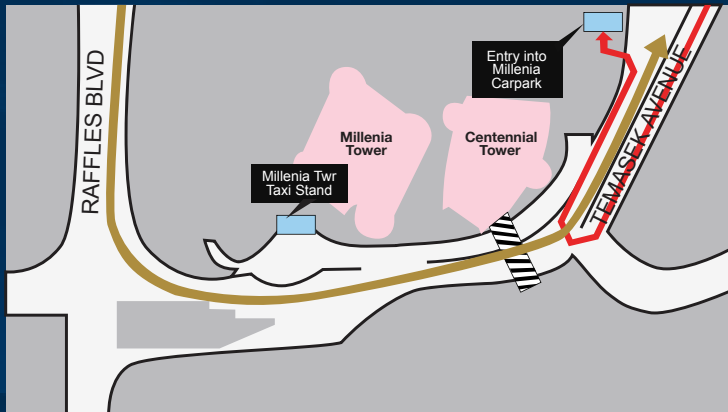 RAFFLES BLVD
Millenia
Tower
Millenia Twr
Taxi Stand
Centennial
Tower
Entry into
Millenia
Carpark
TEMASEK AVENUE